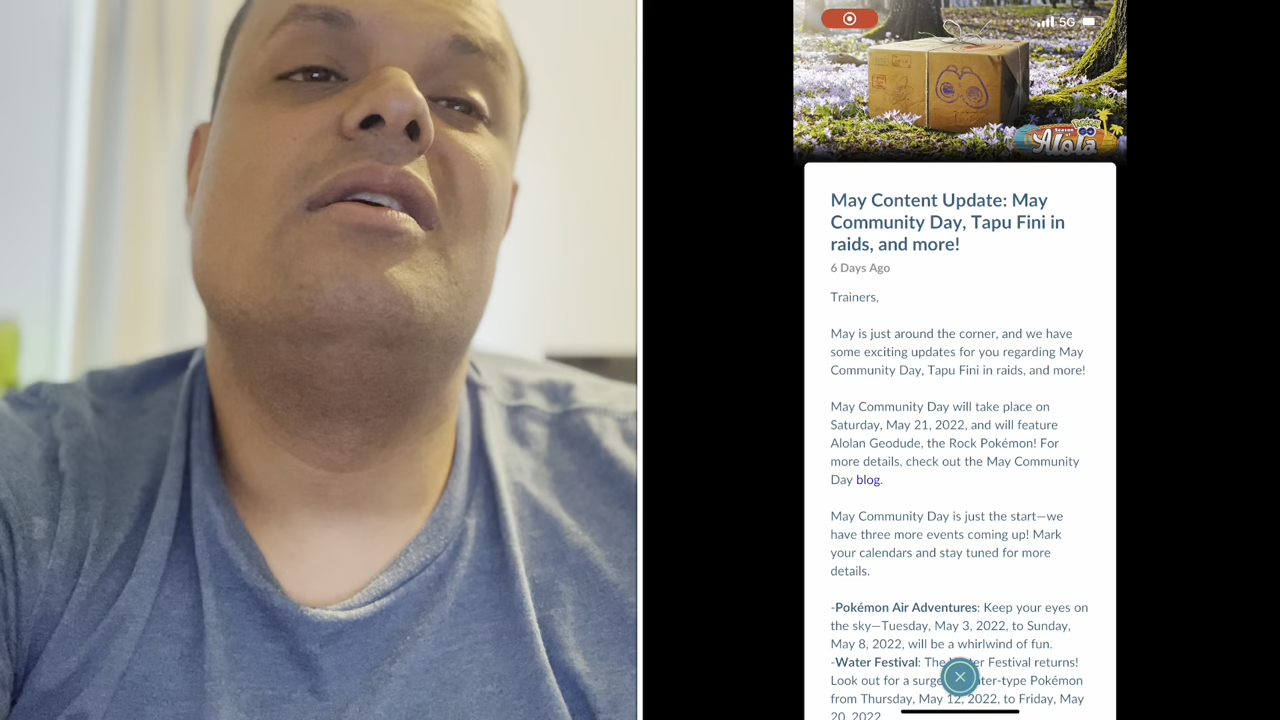 5G
Season of
Pokémon GO
Alola
May Content Update: May
Community Day, Tapu Fini in
raids, and more!
6 Days Ago
Trainers,
May is just around the corner, and we have
some exciting updates for you regarding May
Community Day, Tapu Fini in raids, and more!
May Community Day will take place on
Saturday, May 21, 2022, and will feature
Alolan Geodude, the Rock Pokémon! For
more details, check out the May Community
Day blog.
May Community Day is just the start—we
have three more events coming up! Mark
your calendars and stay tuned for more
details.
-Pokémon Air Adventures: Keep your eyes on
the sky—Tuesday, May 3, 2022, to Sunday,
May 8, 2022, will be a whirlwind of fun.
-Water Festival: The Festival returns!
Look out for a surge Pokémon
from Thursday, May 12, 2022, to Friday, May
20, 2022